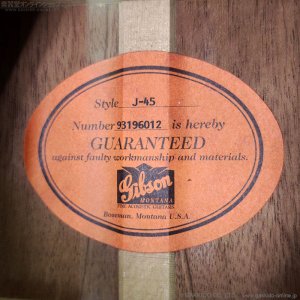 Style J-45
Number 93196012 is hereby
GUARANTEED
against faulty workmanship and materials.
Gibson
MONTANA
Bozeman, Montana U.S.A.